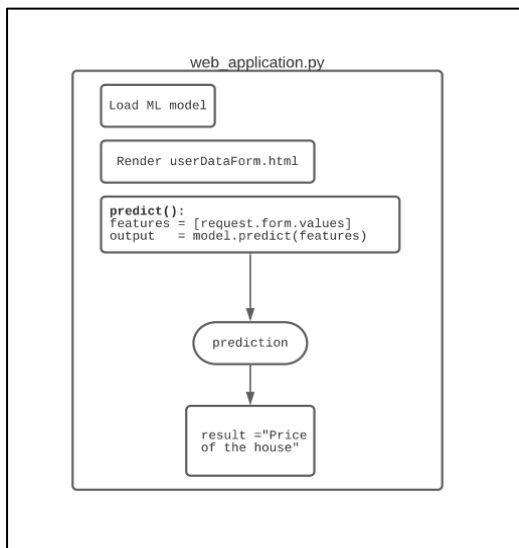 web_application.py
Load ML model
Render userDataForm.html
predict():
features = [request.form.values]
output   = model.predict(features)
prediction
result ="Price
of the house"